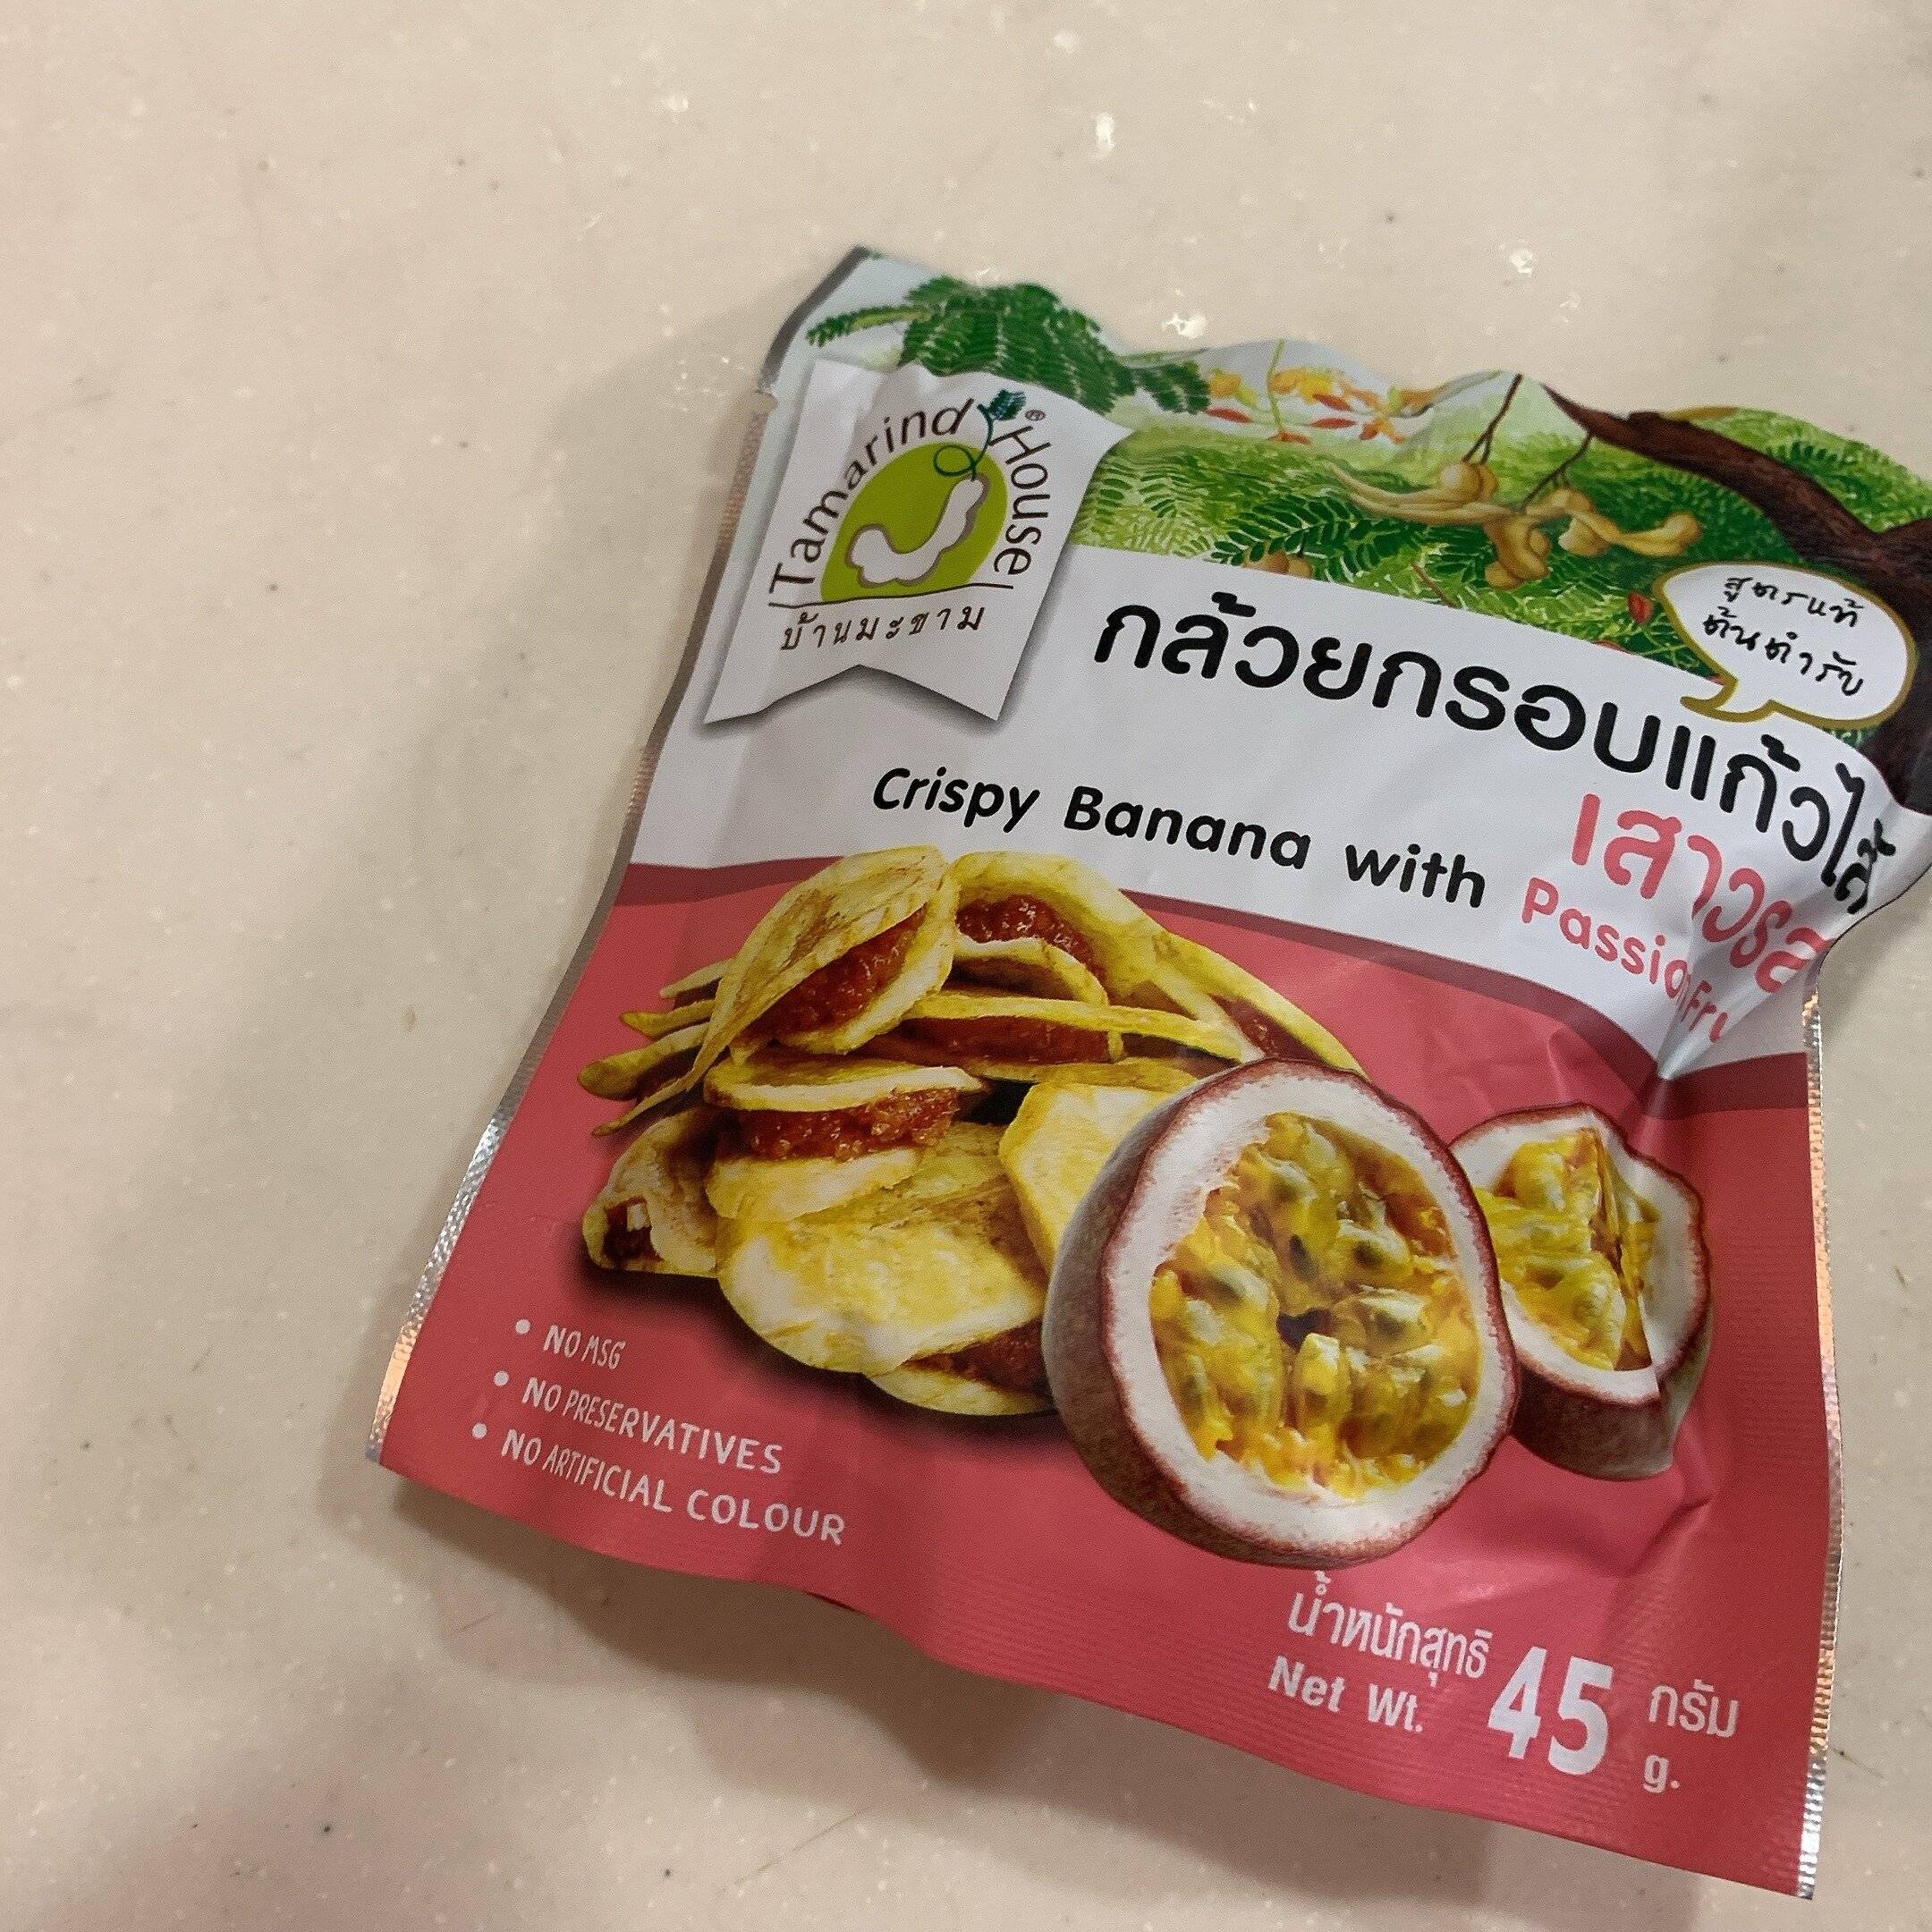 Tamarind House®
บ้านมะขาม
สูตรแท้
ต้นตำรับ
กล้วยกรอบแก้วไส้
เสาวรส
Crispy Banana with Passion Fru
• NO MSG
• NO PRESERVATIVES
• NO ARTIFICIAL COLOUR
น้ำหนักสุทธิ 45 กรัม
Net Wt. g.